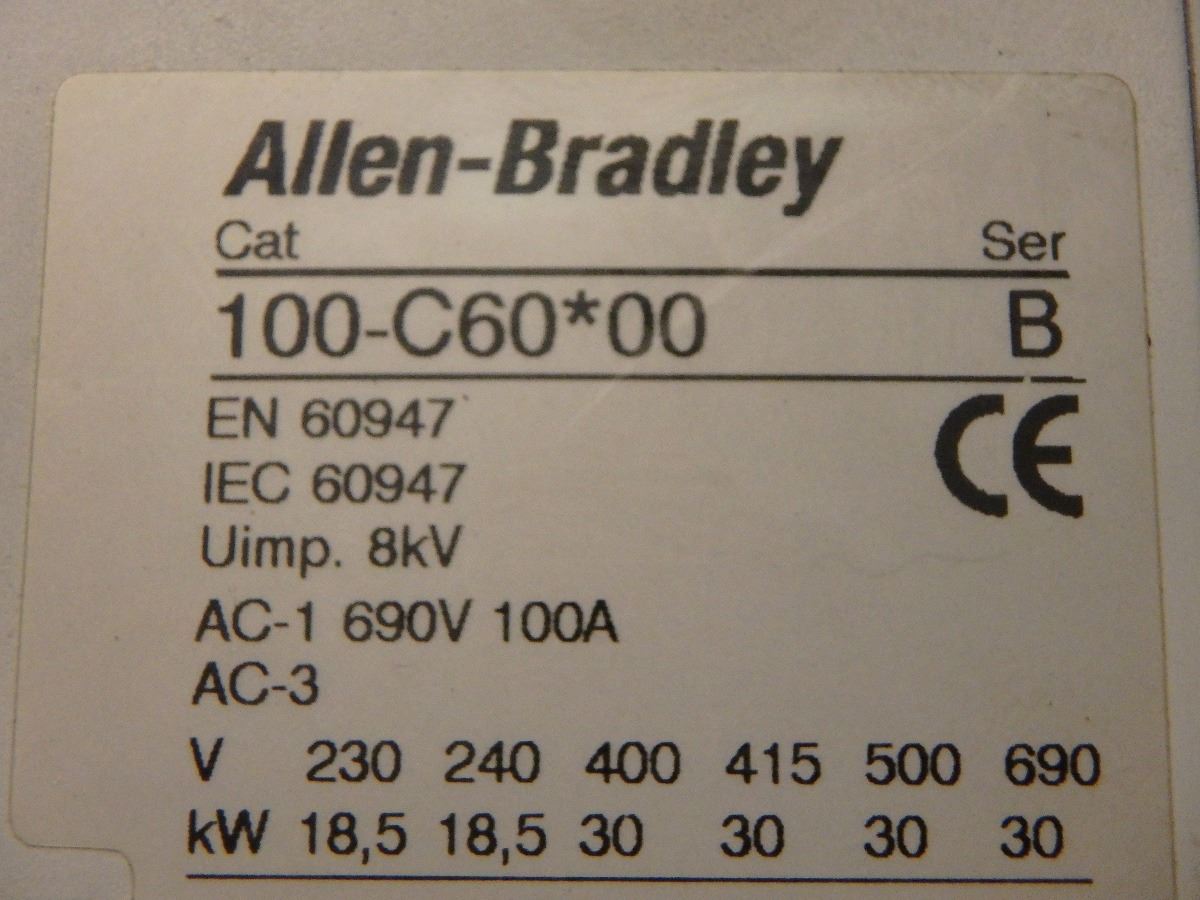 Allen-Bradley
Cat Ser
100-C60*00 B
EN 60947 CE
IEC 60947
Uimp. 8kV
AC-1 690V 100A
AC-3
V 230 240 400 415 500 690
kW 18,5 18,5 30 30 30 30